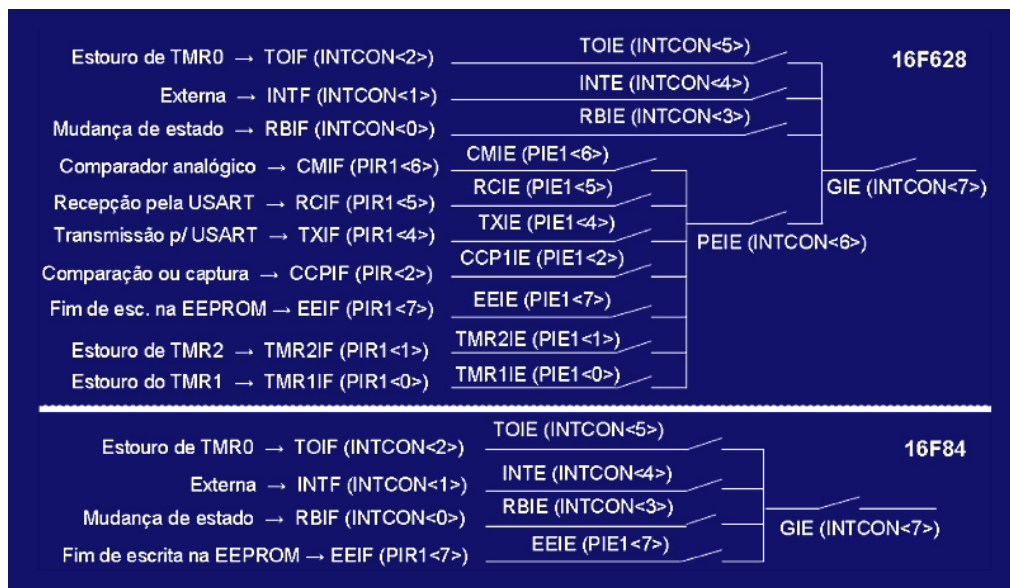 Estouro de TMR0 → TOIF (INTCON<2>) TOIE (INTCON<5>) 16F628
Externa → INTF (INTCON<1>) INTE (INTCON<4>)
Mudança de estado → RBIF (INTCON<0>) RBIE (INTCON<3>)
Comparador analógico → CMIF (PIR1<6>) CMIE (PIE1<6>)
GIE (INTCON<7>)
Recepção pela USART → RCIF (PIR1<5>) RCIE (PIE1<5>)
Transmissão p/ USART → TXIF (PIR1<4>) TXIE (PIE1<4>)
PEIE (INTCON<6>)
Comparação ou captura → CCPIF (PIR<2>) CCP1IE (PIE1<2>)
Fim de esc. na EEPROM → EEIF (PIR1<7>) EEIE (PIE1<7>)
Estouro de TMR2 → TMR2IF (PIR1<1>) TMR2IE (PIE1<1>)
Estouro do TMR1 → TMR1IF (PIR1<0>) TMR1IE (PIE1<0>)
Estouro de TMR0 → TOIF (INTCON<2>) TOIE (INTCON<5>) 16F84
Externa → INTF (INTCON<1>) INTE (INTCON<4>)
Mudança de estado → RBIF (INTCON<0>) RBIE (INTCON<3>)
GIE (INTCON<7>)
Fim de escrita na EEPROM → EEIF (PIR1<7>) EEIE (PIE1<7>)